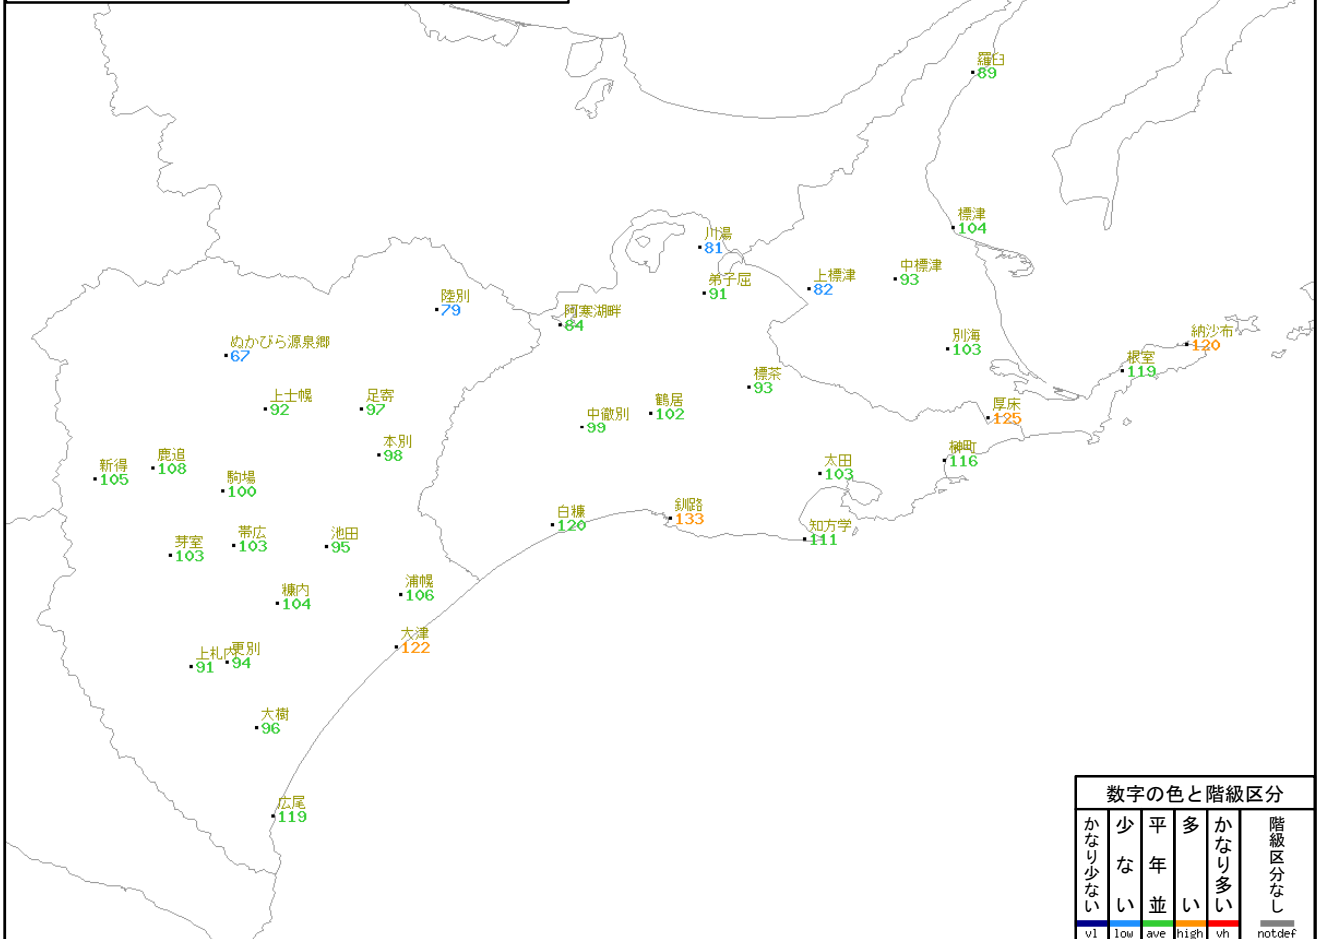 羅臼
89
標津
104
川湯
81
中標津
93
上標津
82
弟子屈
91
陸別
79
阿寒湖畔
84
納沙布
120
ぬかびら源泉郷
67
別海
103
根室
119
標茶
93
上士幌
92
足寄
97
鶴居
102
厚床
125
中徹別
99
本別
98
榊町
116
新得
105
鹿追
108
太田
103
駒場
100
白糠
120
釧路
133
知方学
111
芽室
103
帯広
103
池田
95
浦幌
106
糠内
104
大津
122
上札内
91
更別
94
大樹
96
広尾
119
数字の色と階級区分
かなり少ない
少ない
平年並
多い
かなり多い
階級区分なし
vl low ave high vh notdef